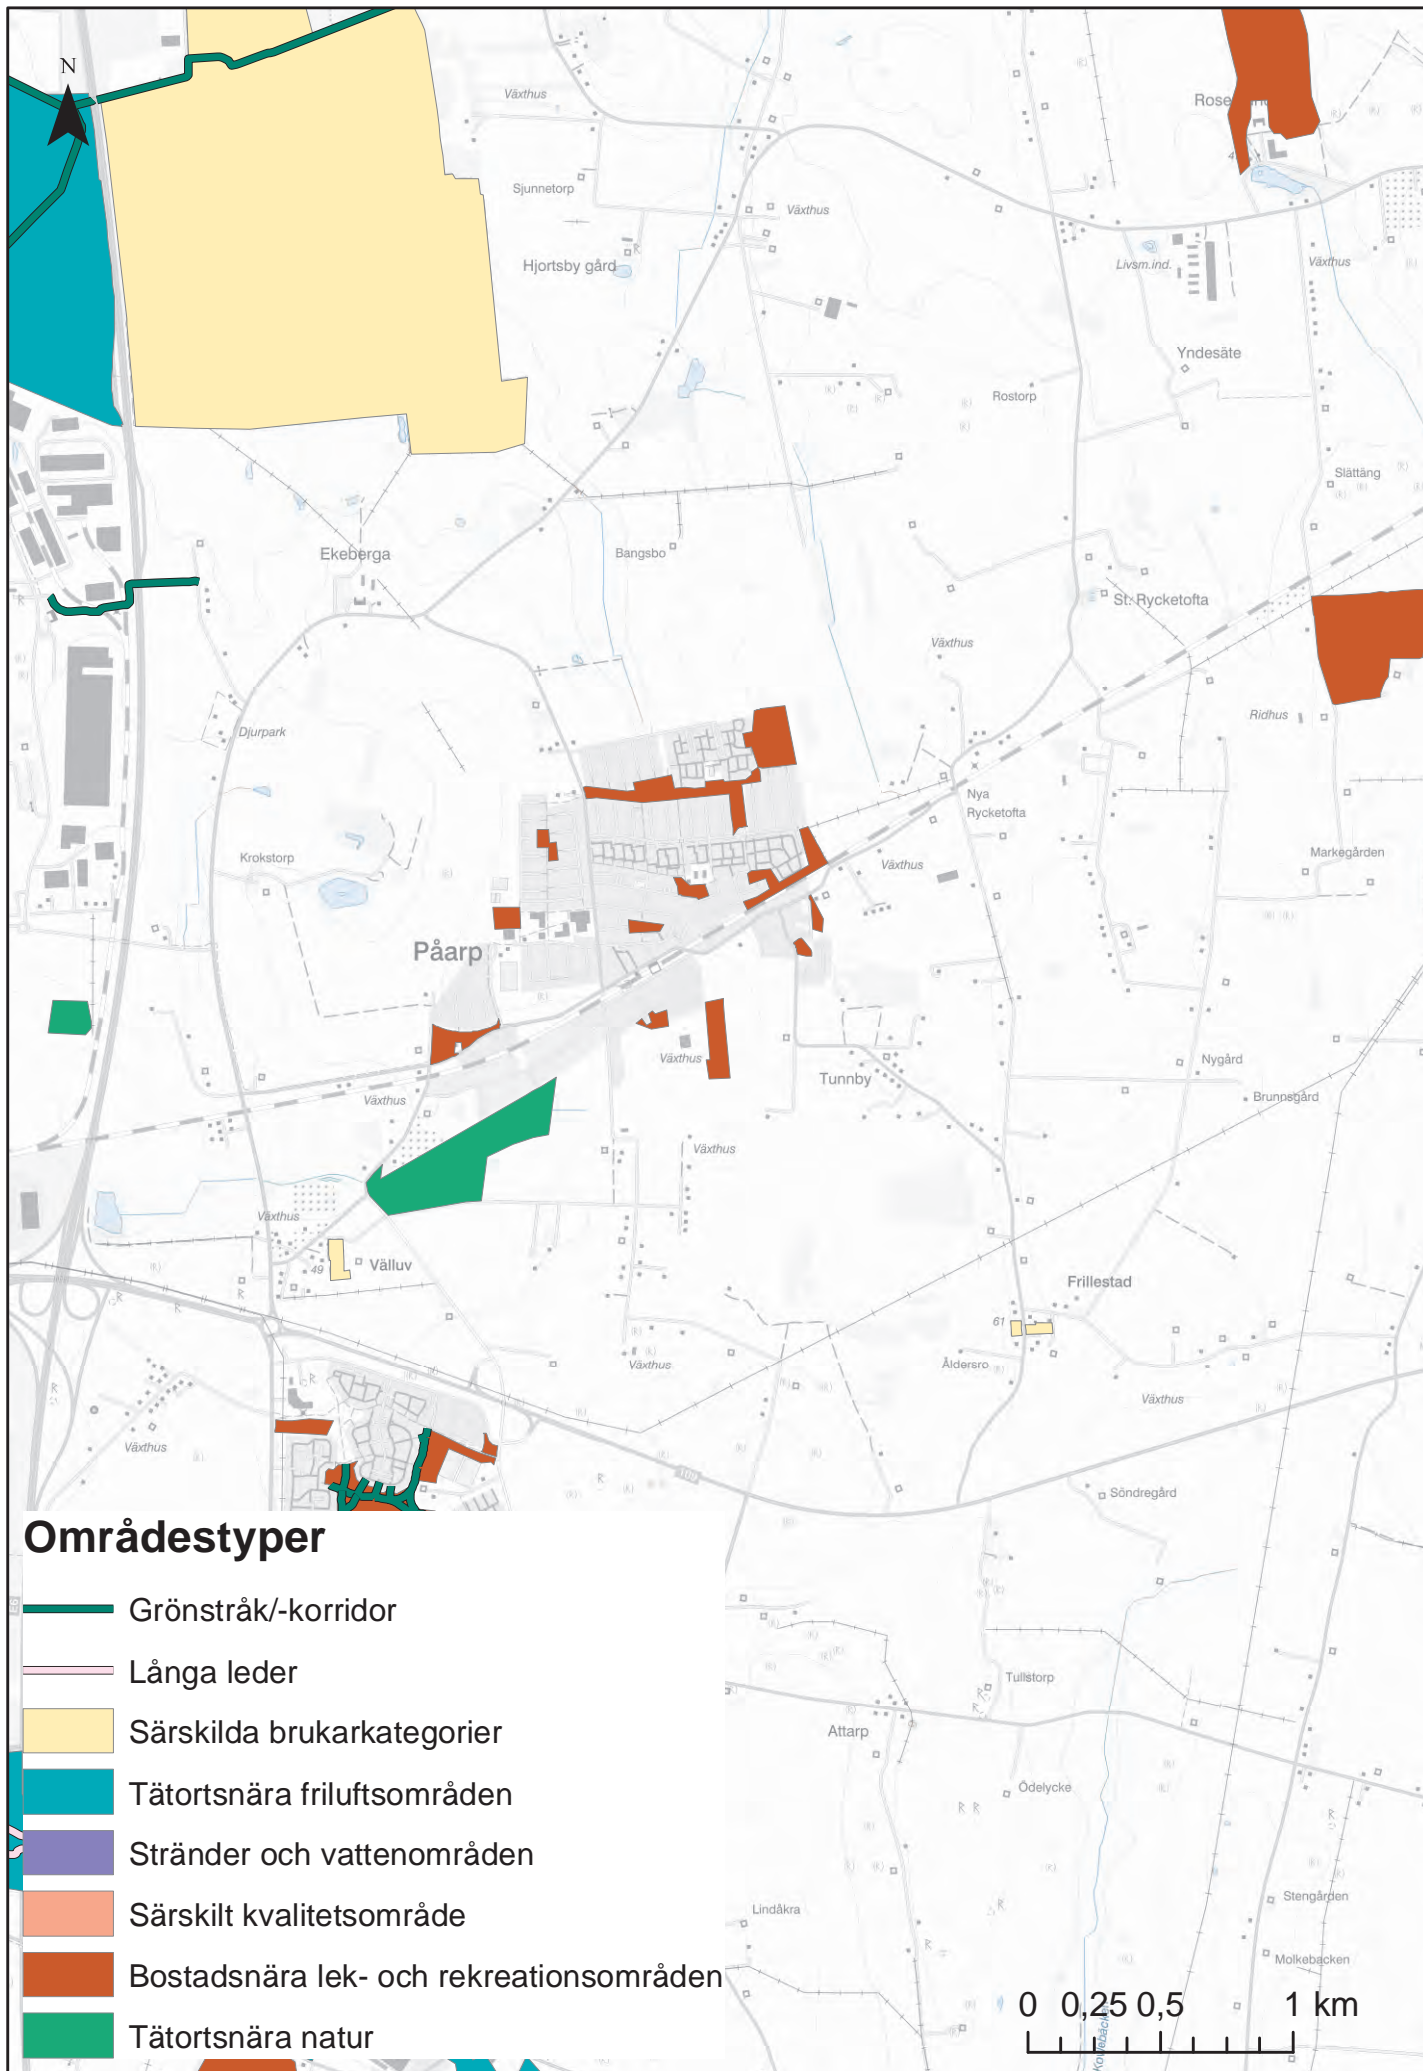 N
Växthus
Sjunnetorp
Växthus
Hjortsby gård
R
Livsm.ind.
Växthus
Yndesäte
Rostorp
Slättäng
Ekeberga
Bangsbo
St. Rycketofta
Växthus
R
Djurpark
Ridhus
Nya
Rycketofta
Krokstorp
Växthus
Markegården
Påarp
Växthus
Tunnby
Nygård
Växthus
Brunnsgård
Växthus
Växthus
49
Välluv
Frillestad
61
Åldersro
Växthus
Växthus
Växthus
109
Söndregård
Områdestyper
Grönstråk/-korridor
Långa leder
Särskilda brukarkategorier
Tätortsnära friluftsområden
Stränder och vattenområden
Särskilt kvalitetsområde
Bostadsnära lek- och rekreationsområden
Tätortsnära natur
Tullstorp
Attarp
Ödelycke
R R
Lindåkra
Stengården
Molkebacken
0 0,25 0,5 1 km